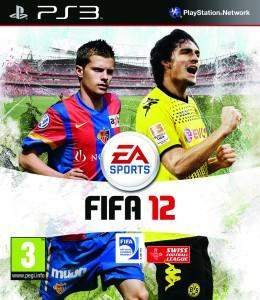 PS3
PlayStation Network
EA
SPORTS
FIFA 12
3
www.pegi.info
SWISS
FOOTBALL
LEAGUE